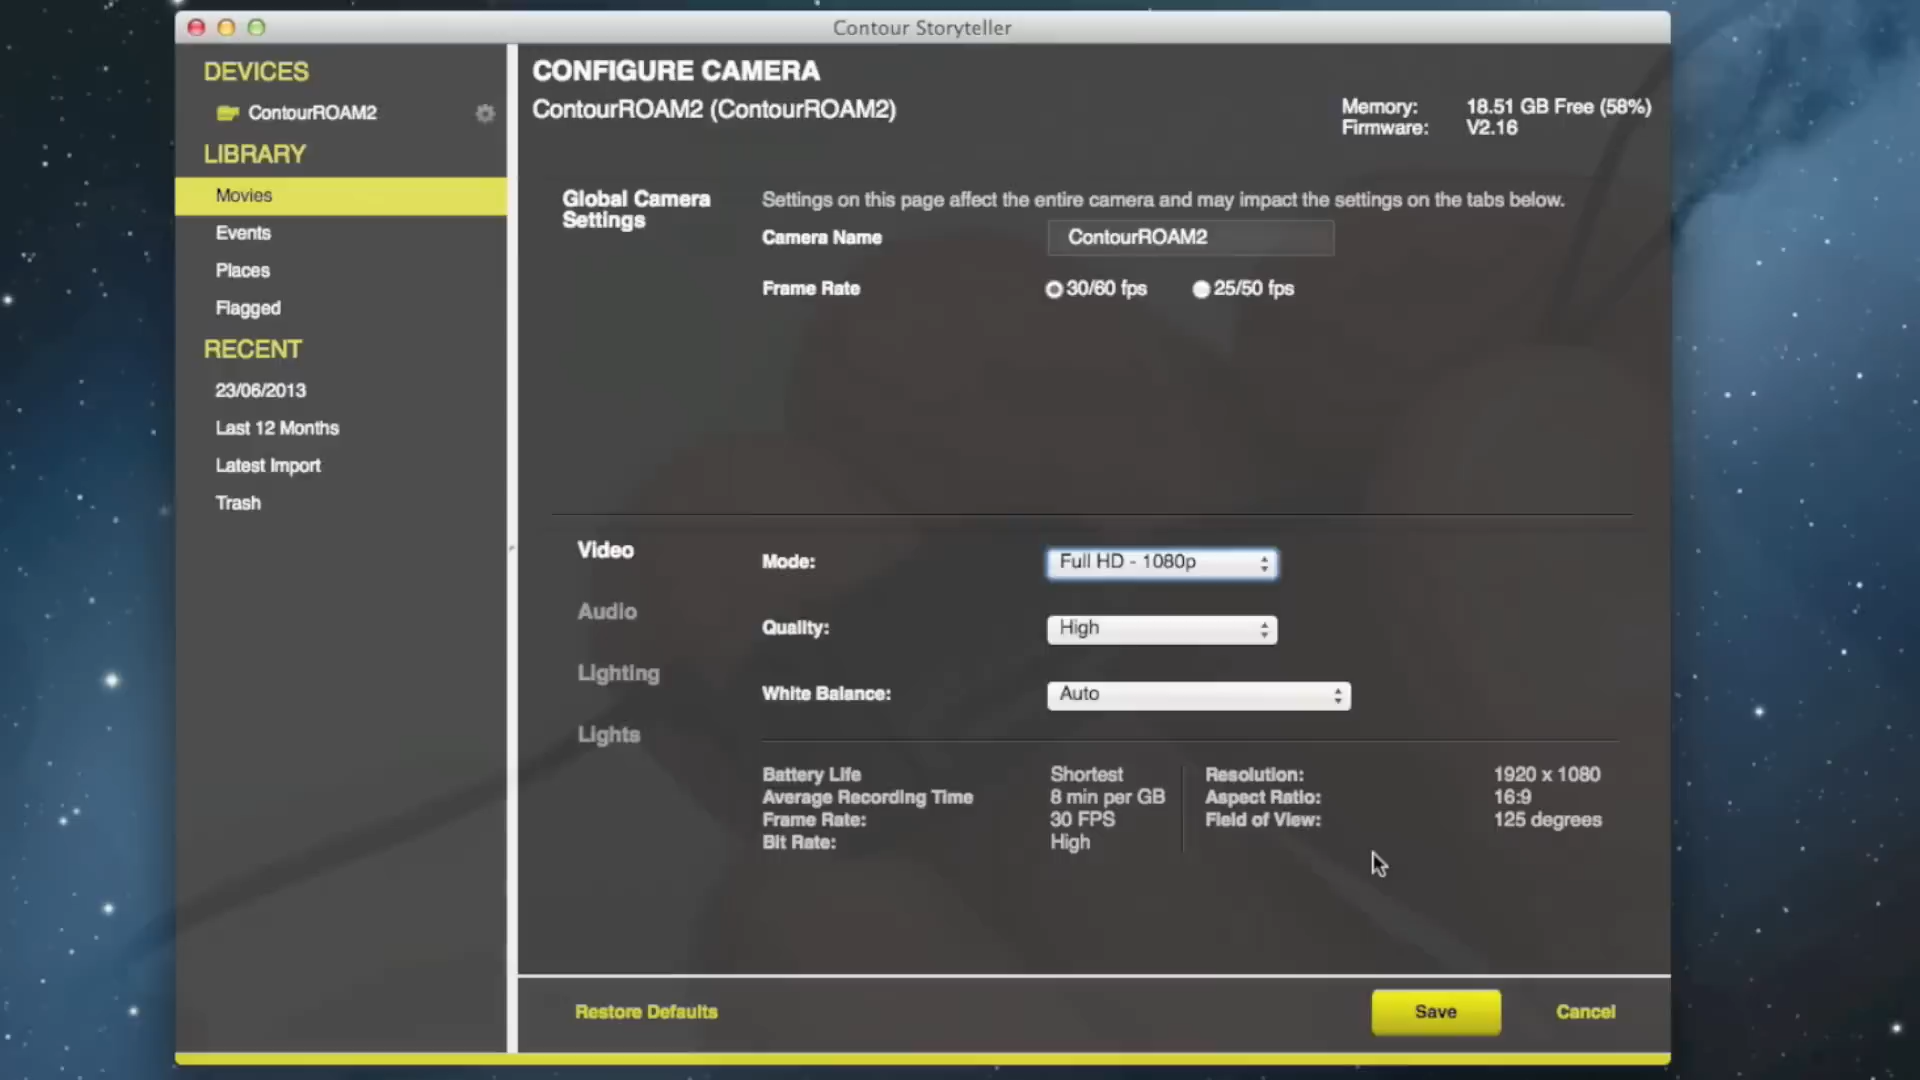 Contour Storyteller
DEVICES
ContourROAM2
LIBRARY
Movies
Events
Places
Flagged
RECENT
23/06/2013
Last 12 Months
Latest Import
Trash
CONFIGURE CAMERA
ContourROAM2 (ContourROAM2)
Memory: 18.51 GB Free (58%)
Firmware: V2.16
Global Camera
Settings
Settings on this page affect the entire camera and may impact the settings on the tabs below.
Camera Name ContourROAM2
Frame Rate 30/60 fps 25/50 fps
Video
Audio
Lighting
Lights
Mode: Full HD - 1080p
Quality: High
White Balance: Auto
Battery Life Shortest
Average Recording Time 8 min per GB
Frame Rate: 30 FPS
Bit Rate: High
Resolution: 1920 x 1080
Aspect Ratio: 16:9
Field of View: 125 degrees
Restore Defaults
Save
Cancel